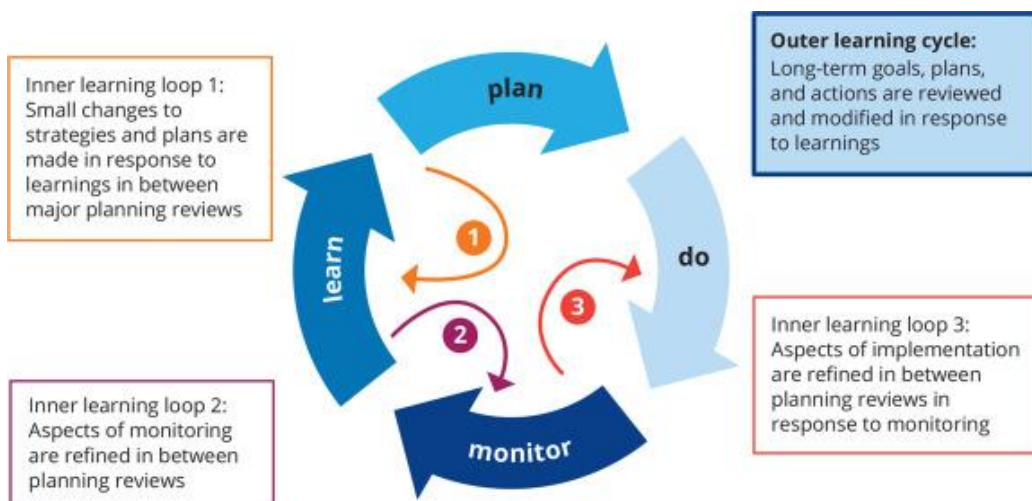 Inner learning loop 1:
Small changes to
strategies and plans are
made in response to
learnings in between
major planning reviews
plan
Outer learning cycle:
Long-term goals, plans,
and actions are reviewed
and modified in response
to learnings
learn
1
do
2
3
Inner learning loop 2:
Aspects of monitoring
are refined in between
planning reviews
monitor
Inner learning loop 3:
Aspects of implementation
are refined in between
planning reviews in
response to monitoring